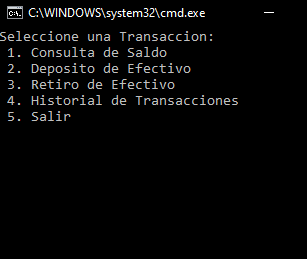 C:\WINDOWS\system32\cmd.exe
Seleccione una Transaccion:
1. Consulta de Saldo
2. Deposito de Efectivo
3. Retiro de Efectivo
4. Historial de Transacciones
5. Salir